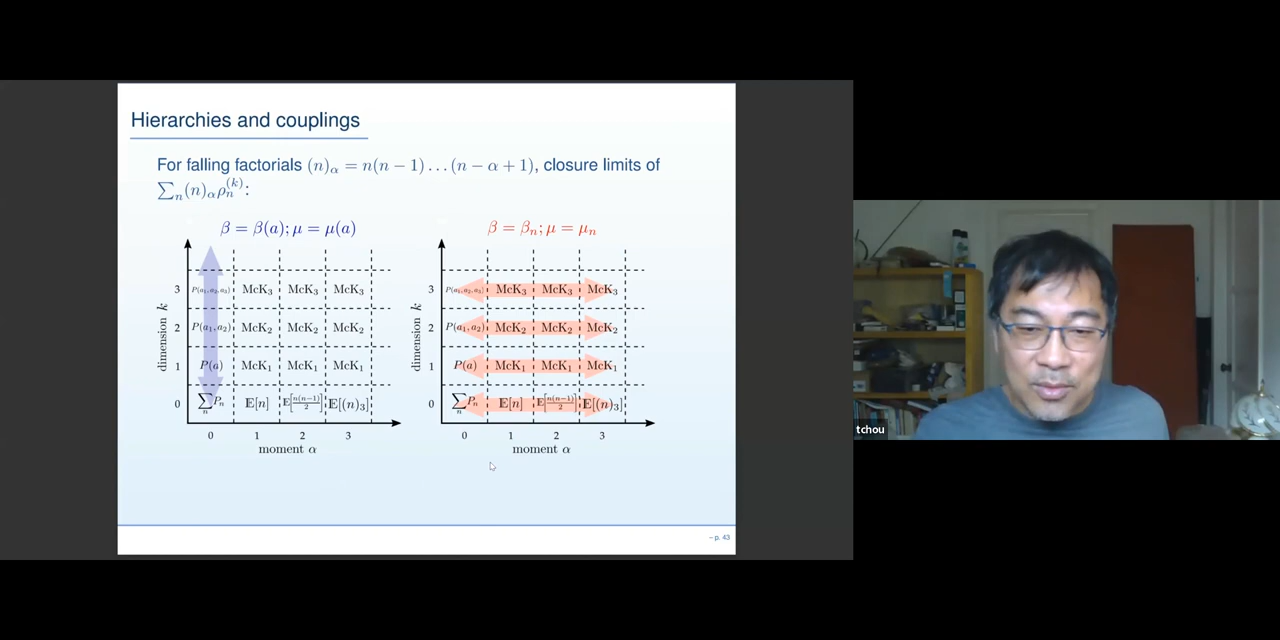 Hierarchies and couplings
For falling factorials (n)_α = n(n − 1) … (n − α + 1), closure limits of
∑_n (n)_α ρ_n^{(k)}:
β = β(a); μ = μ(a)
dimension k
3 P(a₁,a₂,a₃) McK₃ McK₃ McK₃
2 P(a₁,a₂) McK₂ McK₂ McK₂
1 P(a) McK₁ McK₁ McK₁
0 ∑_n P_n 𝔼[n] 𝔼[n(n−1)/2] 𝔼[(n)₃]
0 1 2 3
moment α
β = β_n; μ = μ_n
dimension k
3 P(a₁,a₂,a₃) McK₃ McK₃ McK₃
2 P(a₁,a₂) McK₂ McK₂ McK₂
1 P(a) McK₁ McK₁ McK₁
0 ∑_n P_n 𝔼[n] 𝔼[n(n−1)/2] 𝔼[(n)₃]
0 1 2 3
moment α
– p. 43
tchou